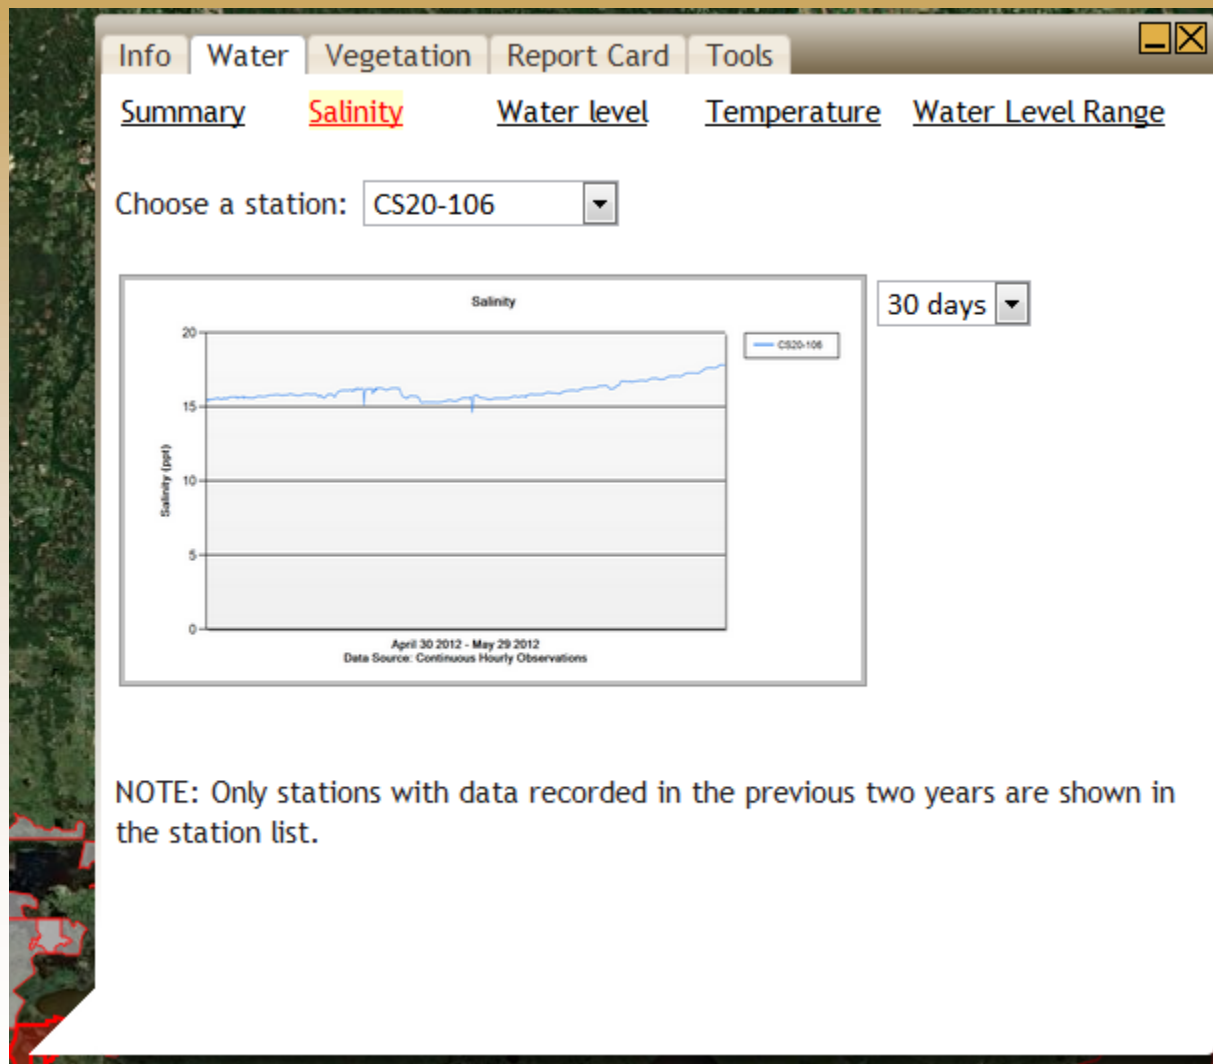 Info Water Vegetation Report Card Tools
Summary Salinity Water level Temperature Water Level Range
Choose a station: CS20-106
30 days
Salinity
CS20-106
20
15
10
5
0
Salinity (ppt)
April 30 2012 - May 29 2012
Data Source: Continuous Hourly Observations
NOTE: Only stations with data recorded in the previous two years are shown in
the station list.